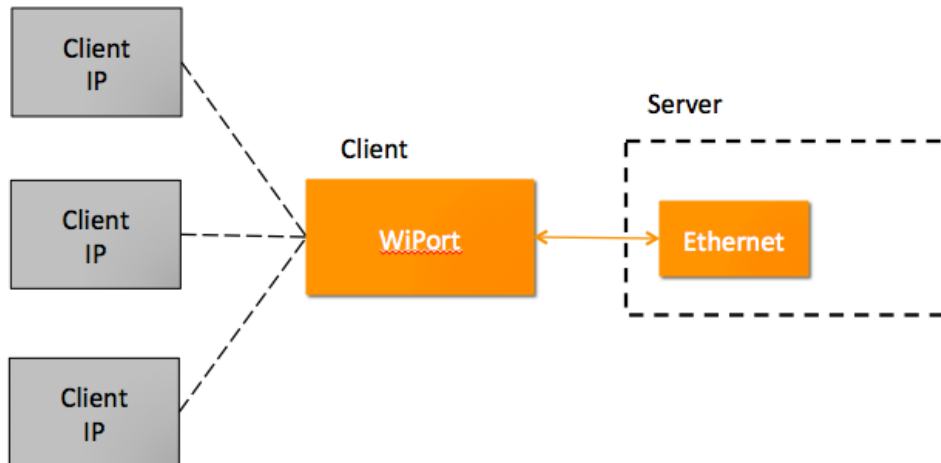 Client
IP
Client
IP
Client
IP
Client
WiPort
Server
Ethernet